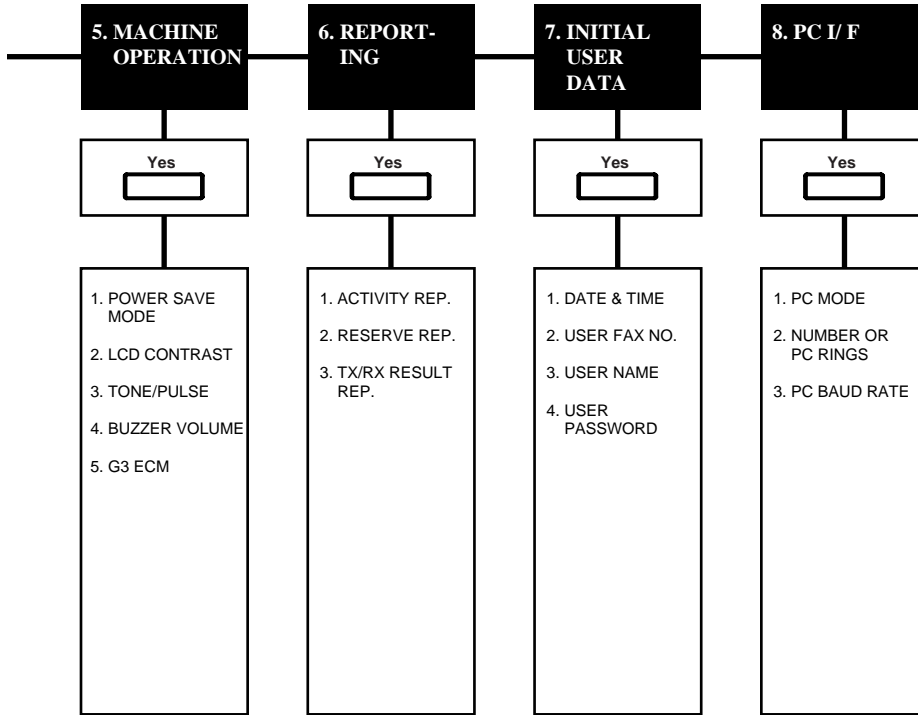 5. MACHINE
OPERATION
Yes
1. POWER SAVE
MODE
2. LCD CONTRAST
3. TONE/PULSE
4. BUZZER VOLUME
5. G3 ECM
6. REPORT-
ING
Yes
1. ACTIVITY REP.
2. RESERVE REP.
3. TX/RX RESULT
REP.
7. INITIAL
USER
DATA
Yes
1. DATE & TIME
2. USER FAX NO.
3. USER NAME
4. USER
PASSWORD
8. PC I/ F
Yes
1. PC MODE
2. NUMBER OR
PC RINGS
3. PC BAUD RATE